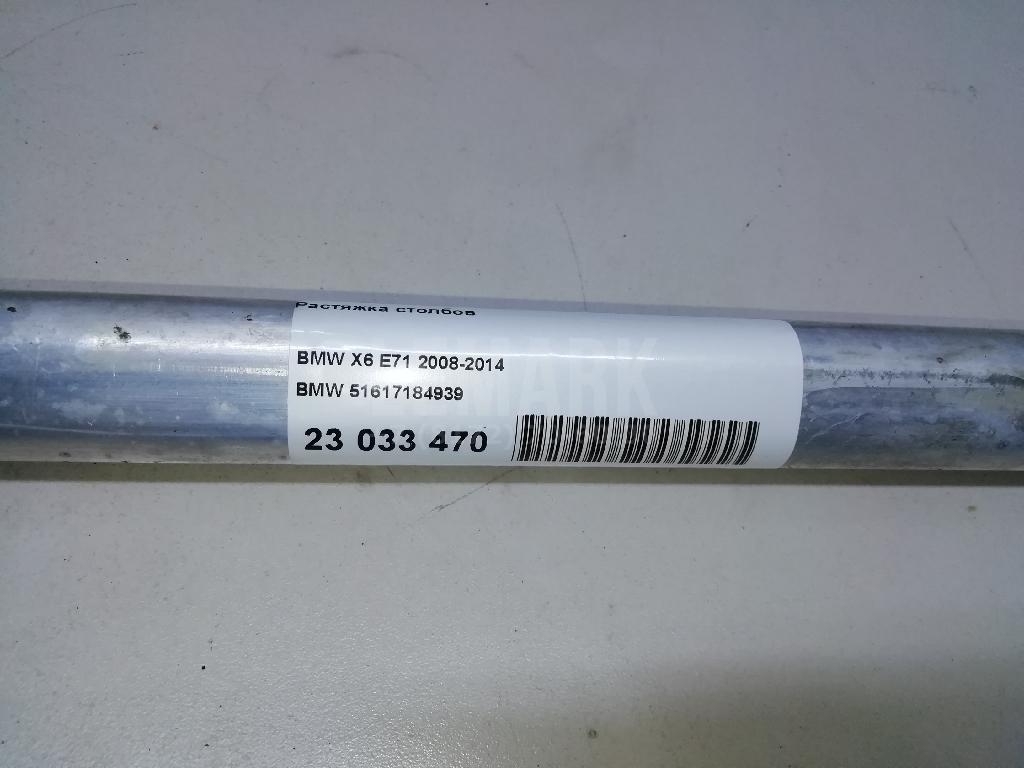 Растяжка столбов
BMW X6 E71 2008-2014
BMW 51617184939
23 033 470